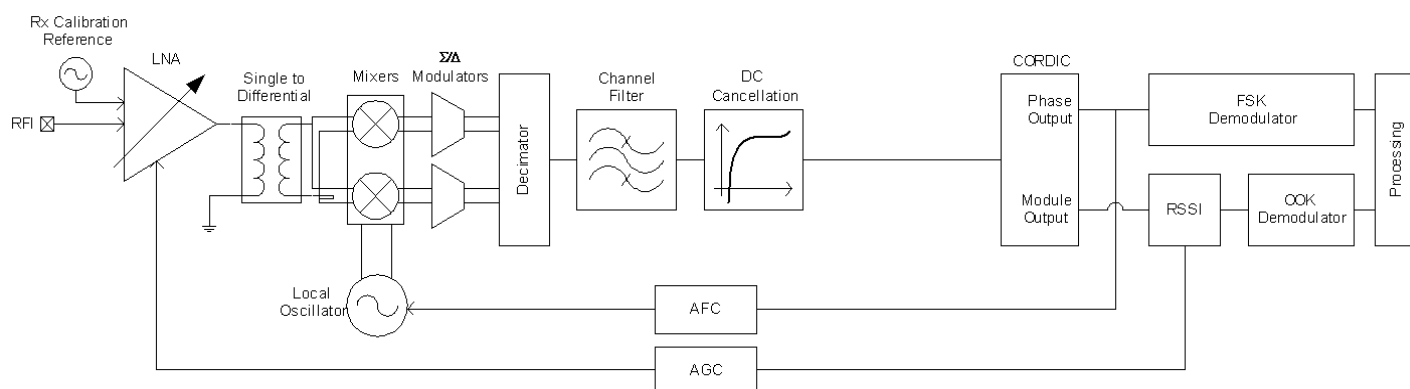 Rx Calibration
Reference
LNA
RFI
Single to
Differential
Mixers
Σ/Δ
Modulators
Decimator
Channel
Filter
DC
Cancellation
CORDIC
Phase
Output
Module
Output
FSK
Demodulator
RSSI
OOK
Demodulator
Processing
Local
Oscillator
AFC
AGC